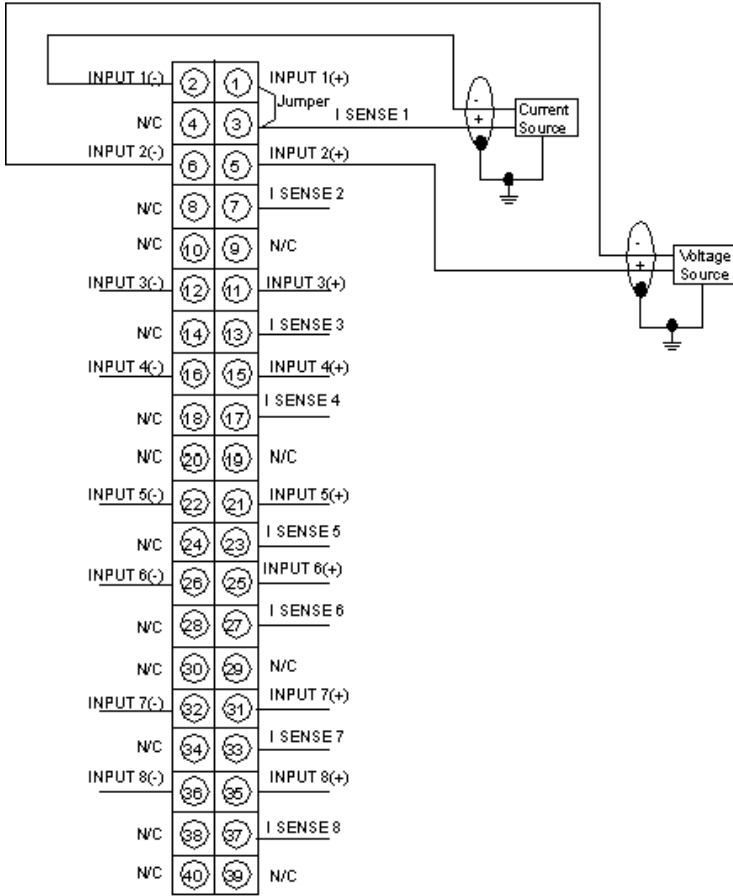 INPUT 1(-) 2 1 INPUT 1(+)
Jumper
N/C 4 3 I SENSE 1
- 
+
Current
Source
INPUT 2(-) 6 5 INPUT 2(+)
N/C 8 7 I SENSE 2
N/C 10 9 N/C
-
+
Voltage
Source
INPUT 3(-) 12 11 INPUT 3(+)
N/C 14 13 I SENSE 3
INPUT 4(-) 16 15 INPUT 4(+)
N/C 18 17 I SENSE 4
N/C 20 19 N/C
INPUT 5(-) 22 21 INPUT 5(+)
N/C 24 23 I SENSE 5
INPUT 6(-) 26 25 INPUT 6(+)
N/C 28 27 I SENSE 6
N/C 30 29 N/C
INPUT 7(-) 32 31 INPUT 7(+)
N/C 34 33 I SENSE 7
INPUT 8(-) 36 35 INPUT 8(+)
N/C 38 37 I SENSE 8
N/C 40 39 N/C